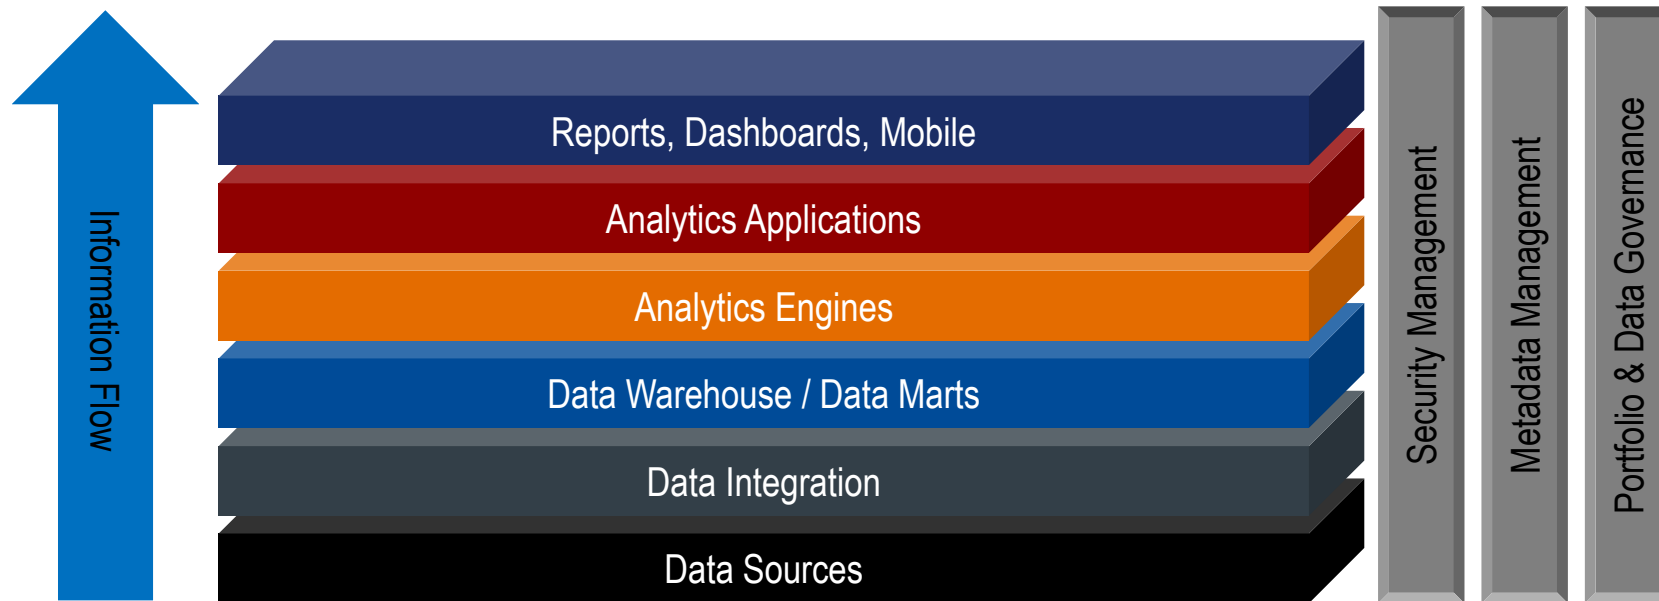 Information Flow
Reports, Dashboards, Mobile
Analytics Applications
Analytics Engines
Data Warehouse / Data Marts
Data Integration
Data Sources
Security Management
Metadata Management
Portfolio & Data Governance